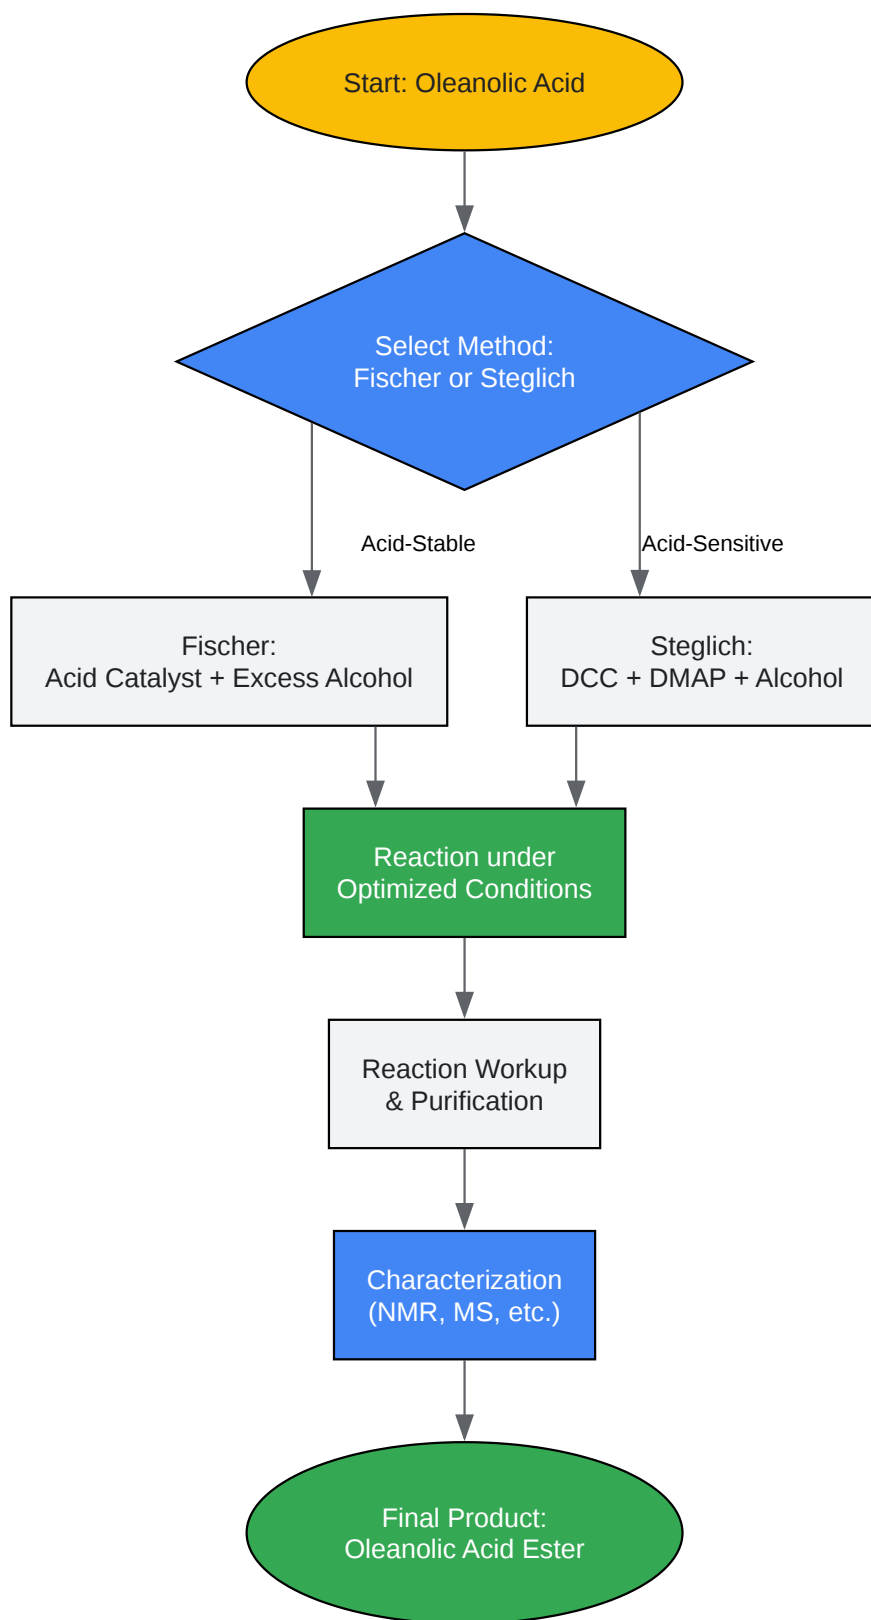 Start: Oleanolic Acid
Select Method:
Fischer or Steglich
Acid-Stable
Acid-Sensitive
Fischer:
Acid Catalyst + Excess Alcohol
Steglich:
DCC + DMAP + Alcohol
Reaction under
Optimized Conditions
Reaction Workup
& Purification
Characterization
(NMR, MS, etc.)
Final Product:
Oleanolic Acid Ester